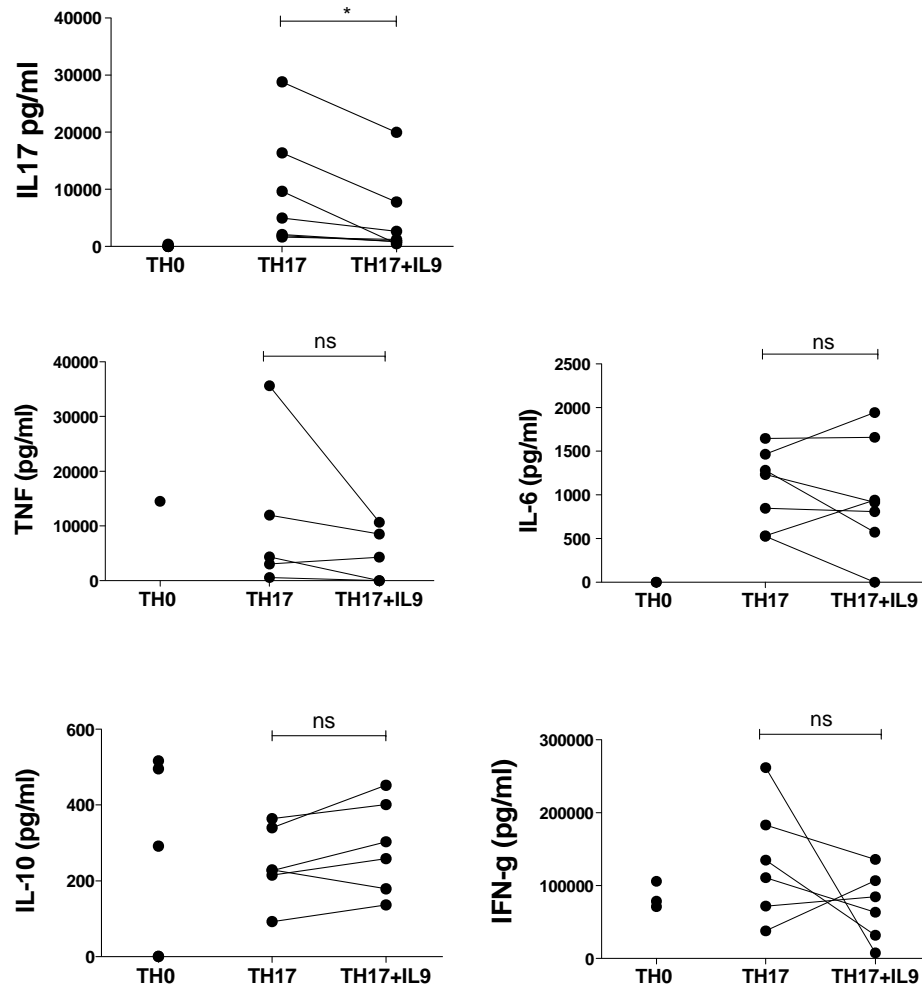 *
40000
30000
20000
10000
0
IL17 pg/ml
TH0 TH17 TH17+IL9
ns
40000
30000
20000
10000
0
TNF (pg/ml)
TH0 TH17 TH17+IL9
ns
2500
2000
1500
1000
500
0
IL-6 (pg/ml)
TH0 TH17 TH17+IL9
ns
600
400
200
0
IL-10 (pg/ml)
TH0 TH17 TH17+IL9
ns
300000
200000
100000
0
IFN-g (pg/ml)
TH0 TH17 TH17+IL9